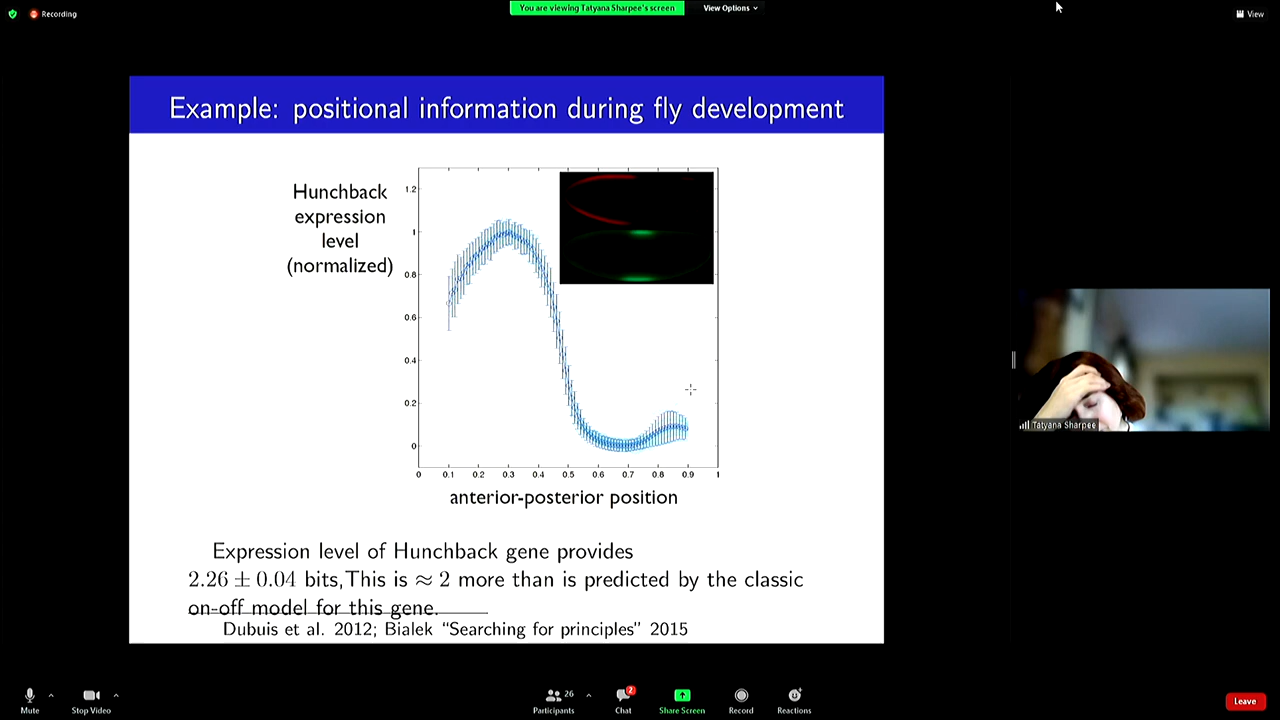 You are viewing Tatyana Sharpee's screen
View Options
Recording
View
Example: positional information during fly development
Hunchback
expression
level
(normalized)
1.2
1
0.8
0.6
0.4
0.2
0
0 0.1 0.2 0.3 0.4 0.5 0.6 0.7 0.8 0.9 1
anterior-posterior position
Expression level of Hunchback gene provides
2.26 ± 0.04 bits,This is ≈ 2 more than is predicted by the classic
on-off model for this gene.
Dubuis et al. 2012; Bialek “Searching for principles” 2015
Tatyana Sharpee
Mute
Stop Video
26
Participants
2
Chat
Share Screen
Record
Reactions
Leave